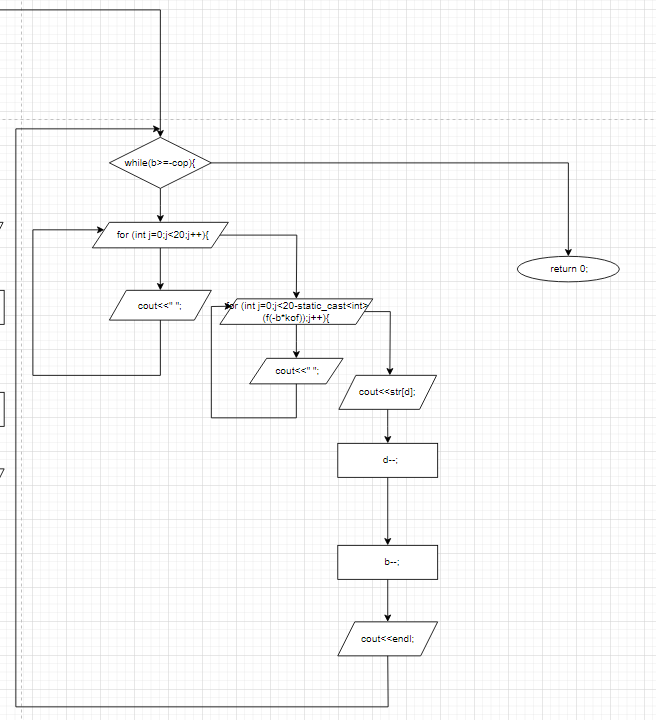 while(b>=-cop){
for (int j=0;j<20;j++){
return 0;
cout<<" ";
for (int j=0;j<20-static_cast<int>
(f(-b*kof));j++){
cout<<" ";
cout<<str[d];
d--;
b--;
cout<<endl;